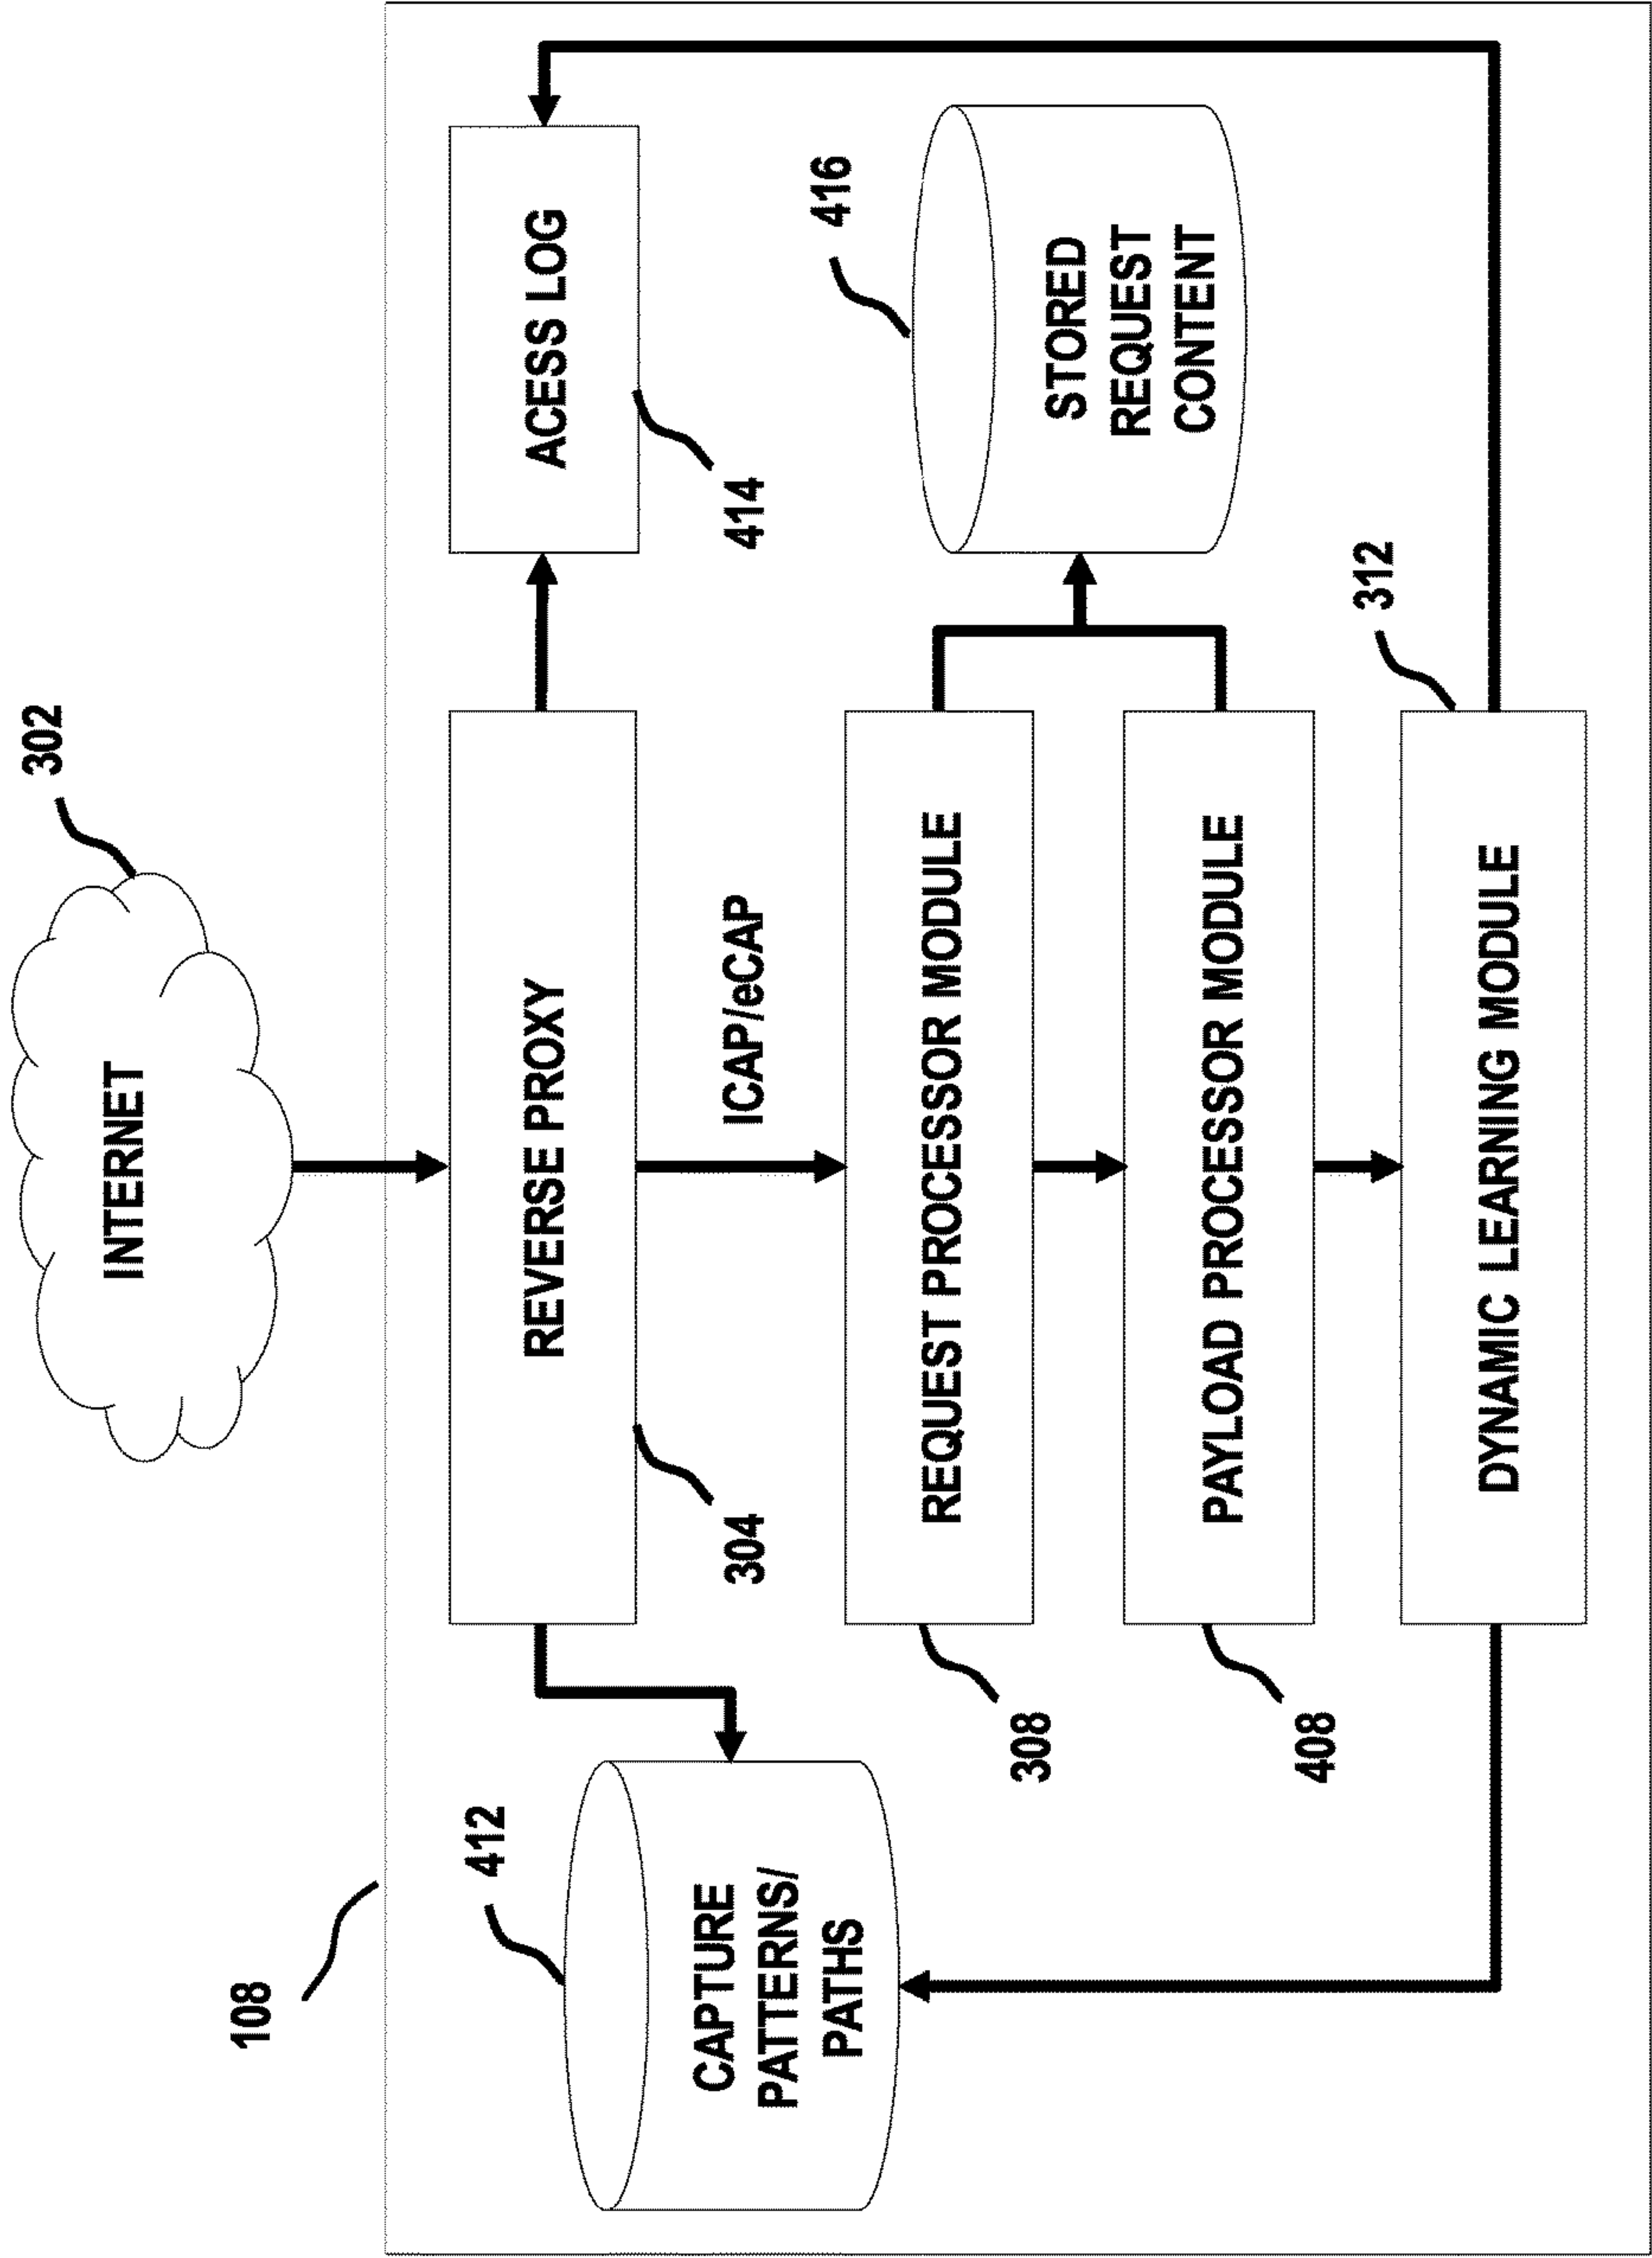 302
INTERNET
108
412
CAPTURE
PATTERNS/
PATHS
REVERSE PROXY
304
ACESS LOG
414
ICAP/eCAP
REQUEST PROCESSOR MODULE
308
416
STORED
REQUEST
CONTENT
PAYLOAD PROCESSOR MODULE
408
312
DYNAMIC LEARNING MODULE